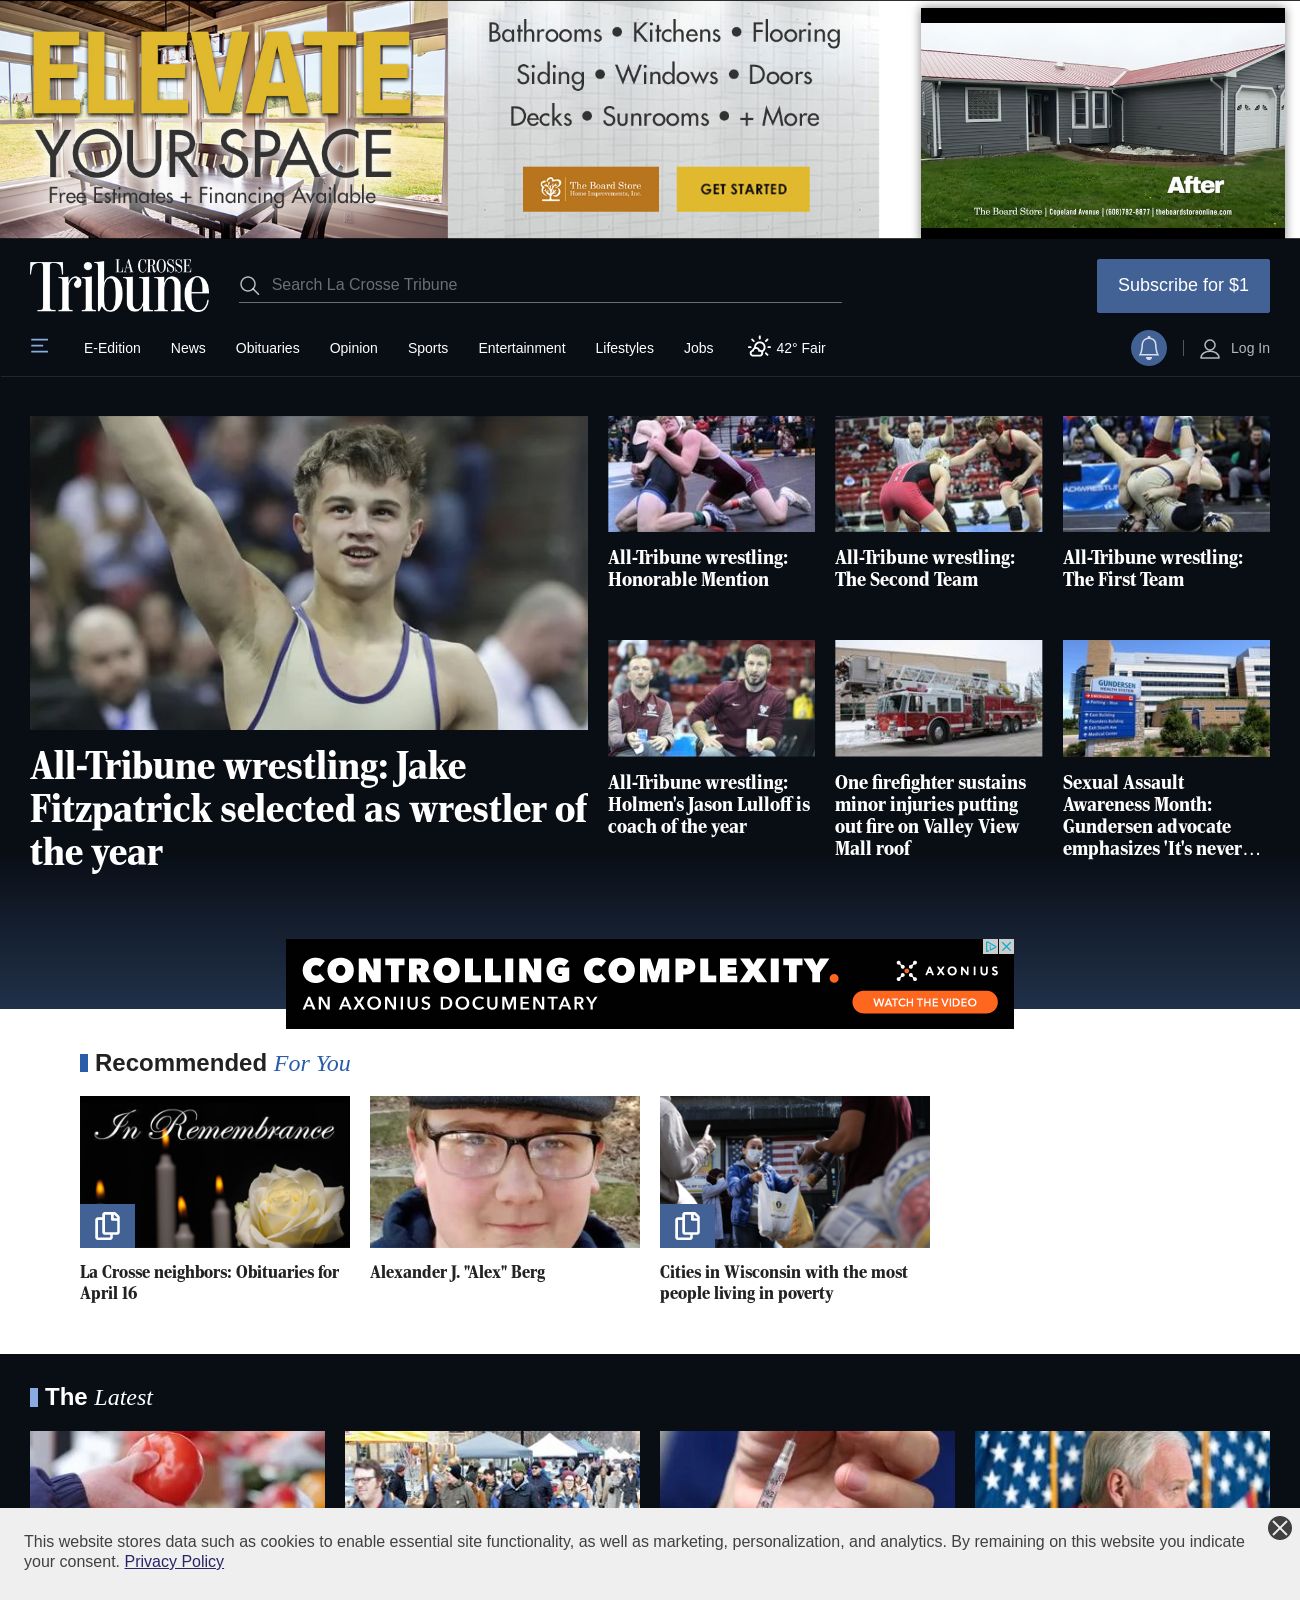 ELEVATE
YOUR SPACE
Free Estimates + Financing Available
Bathrooms • Kitchens • Flooring
Siding • Windows • Doors
Decks • Sunrooms • + More
The Board Store
Home Improvements, Inc.
GET STARTED
After
The Board Store | Copeland Avenue | (608)782-8877 | theboardstoreonline.com
LA CROSSE
Tribune
Search La Crosse Tribune
Subscribe for $1
E-Edition News Obituaries Opinion Sports Entertainment Lifestyles Jobs 42° Fair Log In
All-Tribune wrestling: Jake
Fitzpatrick selected as wrestler of
the year
All-Tribune wrestling:
Honorable Mention
All-Tribune wrestling:
The Second Team
All-Tribune wrestling:
The First Team
All-Tribune wrestling:
Holmen's Jason Lulloff is
coach of the year
One firefighter sustains
minor injuries putting
out fire on Valley View
Mall roof
GUNDERSEN
HEALTH SYSTEM
EMERGENCY
Sexual Assault
Awareness Month:
Gundersen advocate
emphasizes 'It's never…
CONTROLLING COMPLEXITY.
AN AXONIUS DOCUMENTARY
AXONIUS
WATCH THE VIDEO
Recommended For You
In Remembrance
La Crosse neighbors: Obituaries for
April 16
Alexander J. "Alex" Berg
Cities in Wisconsin with the most
people living in poverty
The Latest
This website stores data such as cookies to enable essential site functionality, as well as marketing, personalization, and analytics. By remaining on this website you indicate
your consent. Privacy Policy